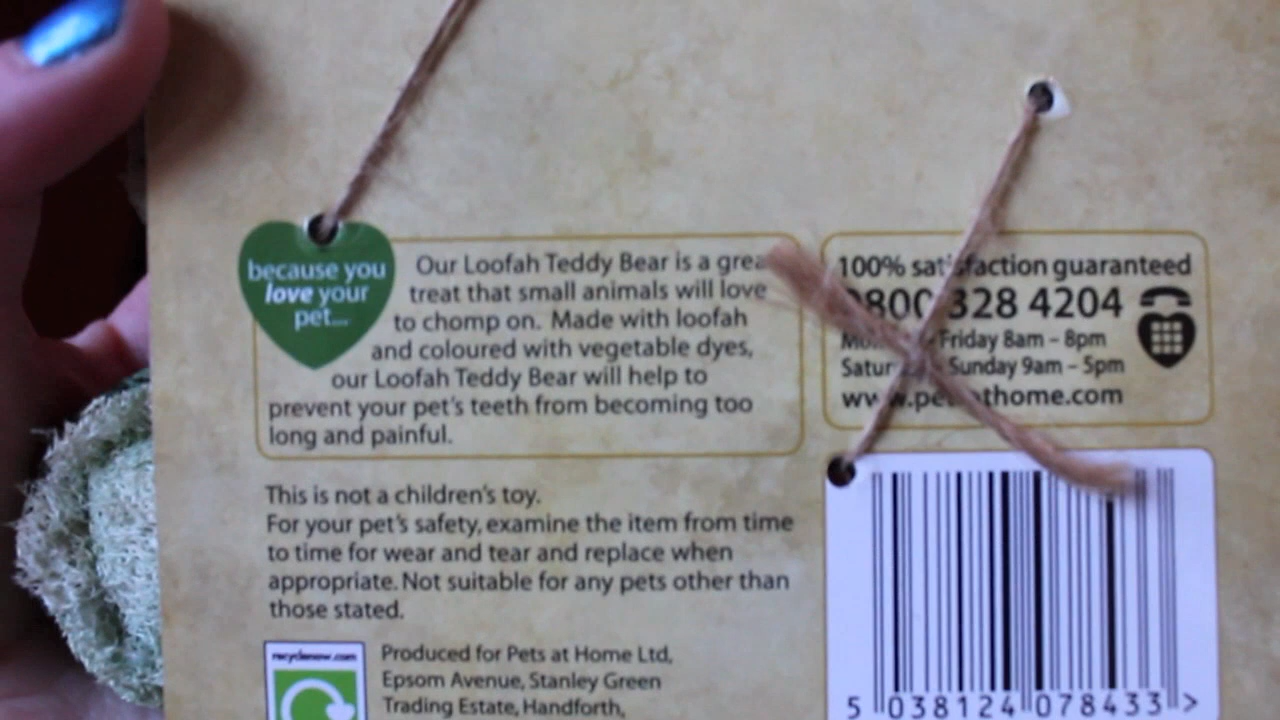 because you
love your
pet...
Our Loofah Teddy Bear is a great
treat that small animals will love
to chomp on. Made with loofah
and coloured with vegetable dyes,
our Loofah Teddy Bear will help to
prevent your pet's teeth from becoming too
long and painful.
100% satisfaction guaranteed
0800 328 4204
Monday – Friday 8am – 8pm
Saturday – Sunday 9am – 5pm
www.petsathome.com
This is not a children's toy.
For your pet's safety, examine the item from time
to time for wear and tear and replace when
appropriate. Not suitable for any pets other than
those stated.
recyclenow.com
Produced for Pets at Home Ltd,
Epsom Avenue, Stanley Green
Trading Estate, Handforth,
5 038124 078433 >